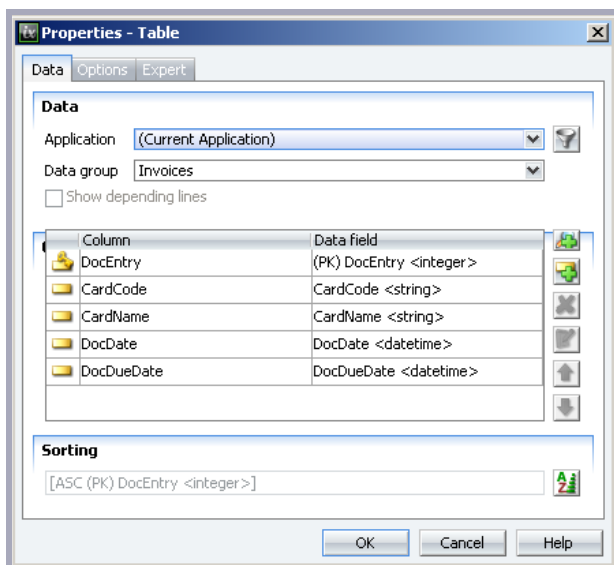 ix Properties - Table
Data Options Expert
Data
Application (Current Application)
Data group Invoices
Show depending lines
Column Data field
DocEntry (PK) DocEntry <integer>
CardCode CardCode <string>
CardName CardName <string>
DocDate DocDate <datetime>
DocDueDate DocDueDate <datetime>
Sorting
[ASC (PK) DocEntry <integer>]
A
Z
OK Cancel Help